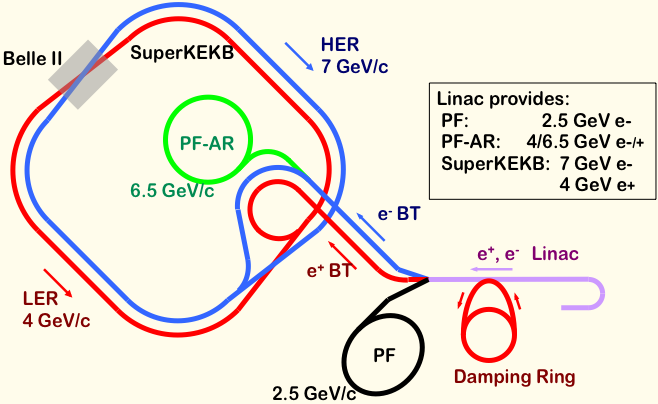 Belle II
SuperKEKB
HER
7 GeV/c
Linac provides:
PF: 2.5 GeV e-
PF-AR: 4/6.5 GeV e-/+
SuperKEKB: 7 GeV e-
4 GeV e+
PF-AR
6.5 GeV/c
e- BT
e+ BT
e+, e- Linac
LER
4 GeV/c
PF
2.5 GeV/c
Damping Ring